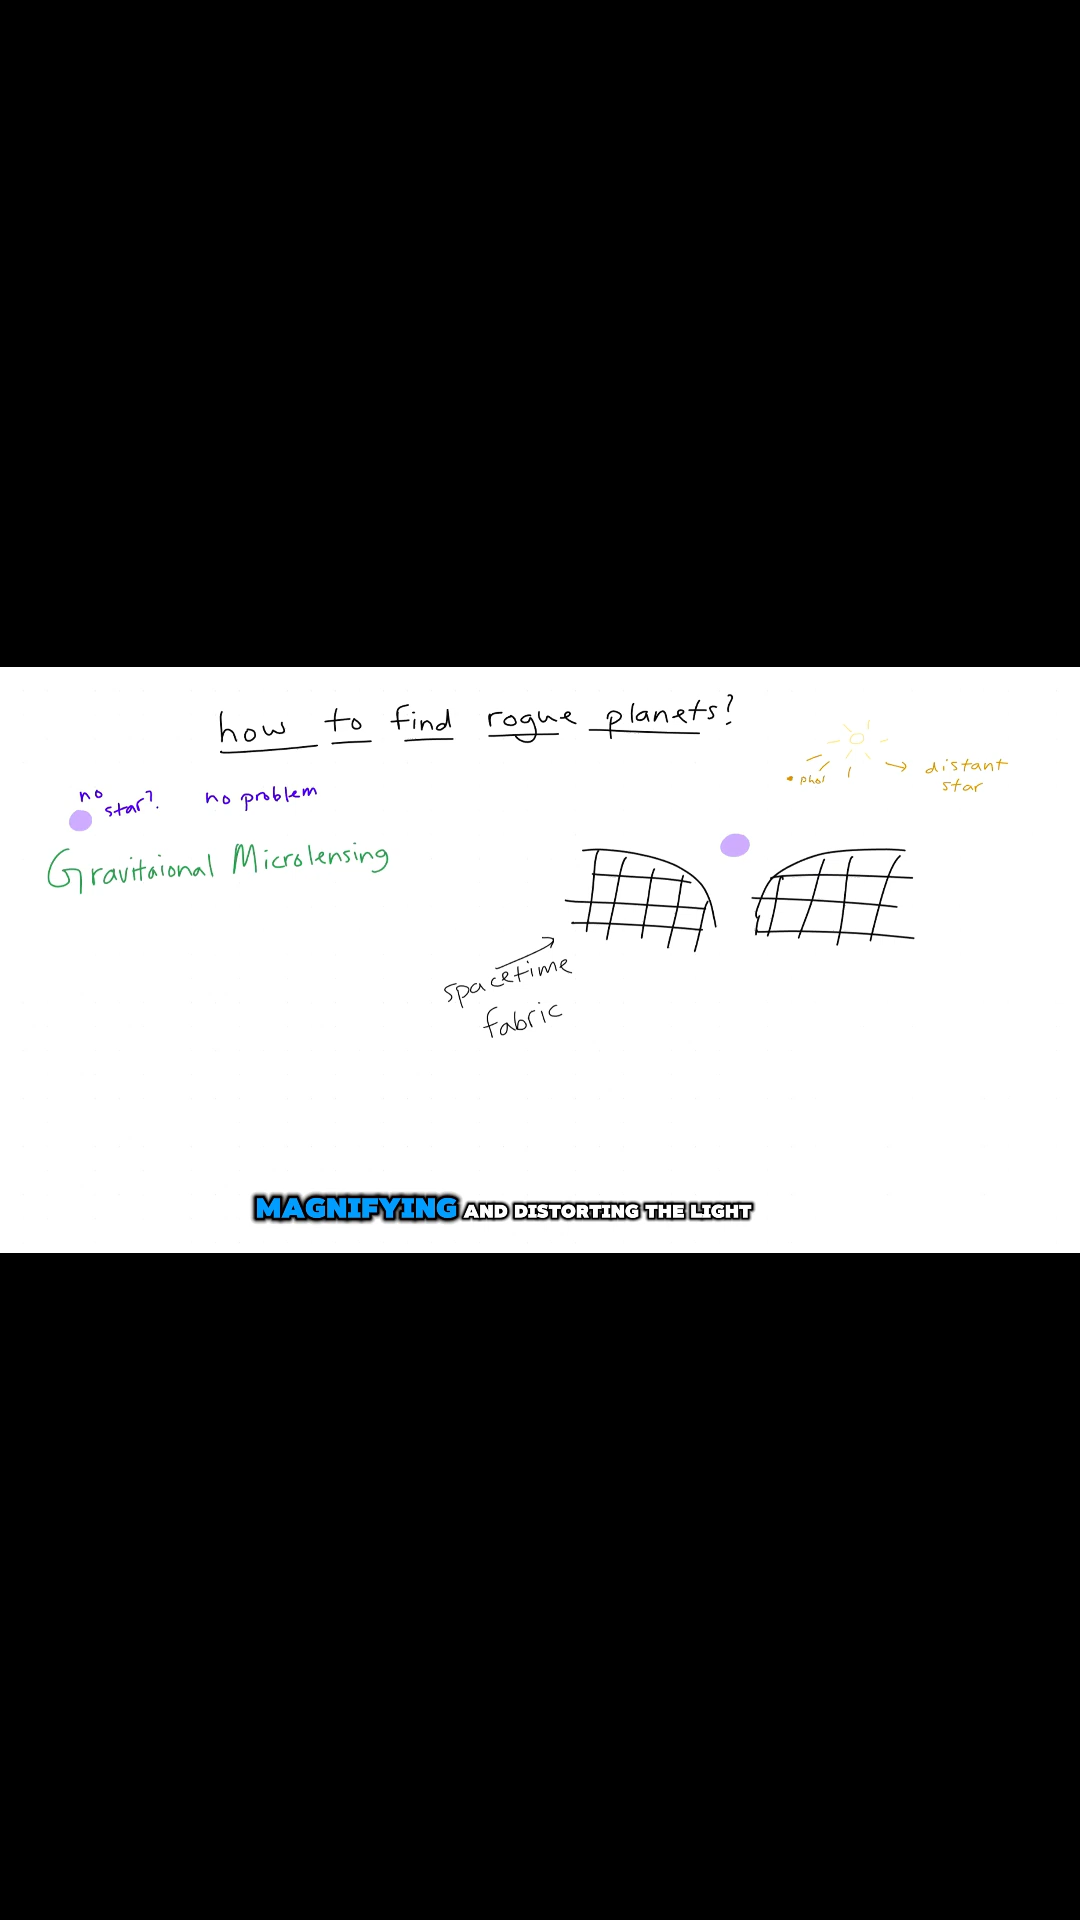 how to find rogue planets?
distant
star
phot
no
star? no problem
Gravitaional Microlensing
spacetime
fabric
MAGNIFYING AND DISTORTING THE LIGHT